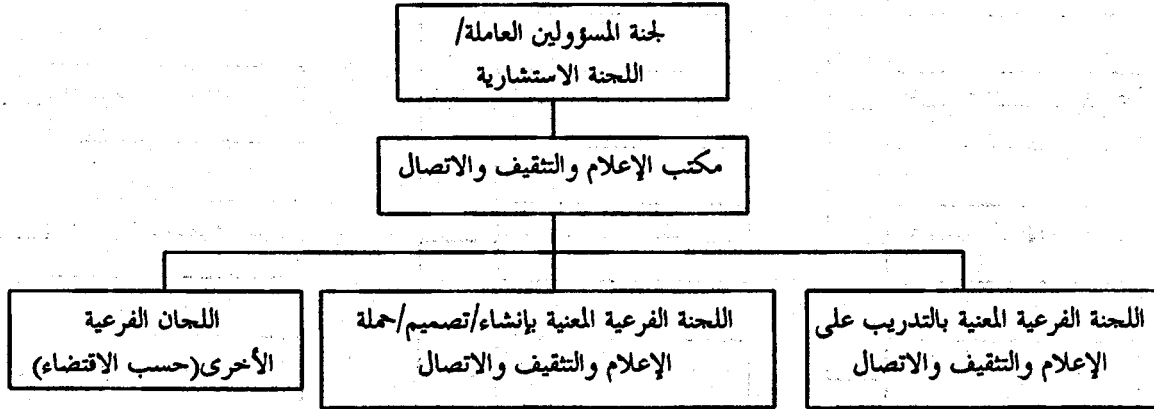 لجنة المسؤولين العاملة/
اللجنة الاستشارية
مكتب الإعلام والتثقيف والاتصال
اللجنة الفرعية المعنية بالتدريب على
الإعلام والتثقيف والاتصال
اللجنة الفرعية المعنية بإنشاء/تصميم/حملة
الإعلام والتثقيف والاتصال
اللجان الفرعية
الأخرى(حسب الاقتضاء)